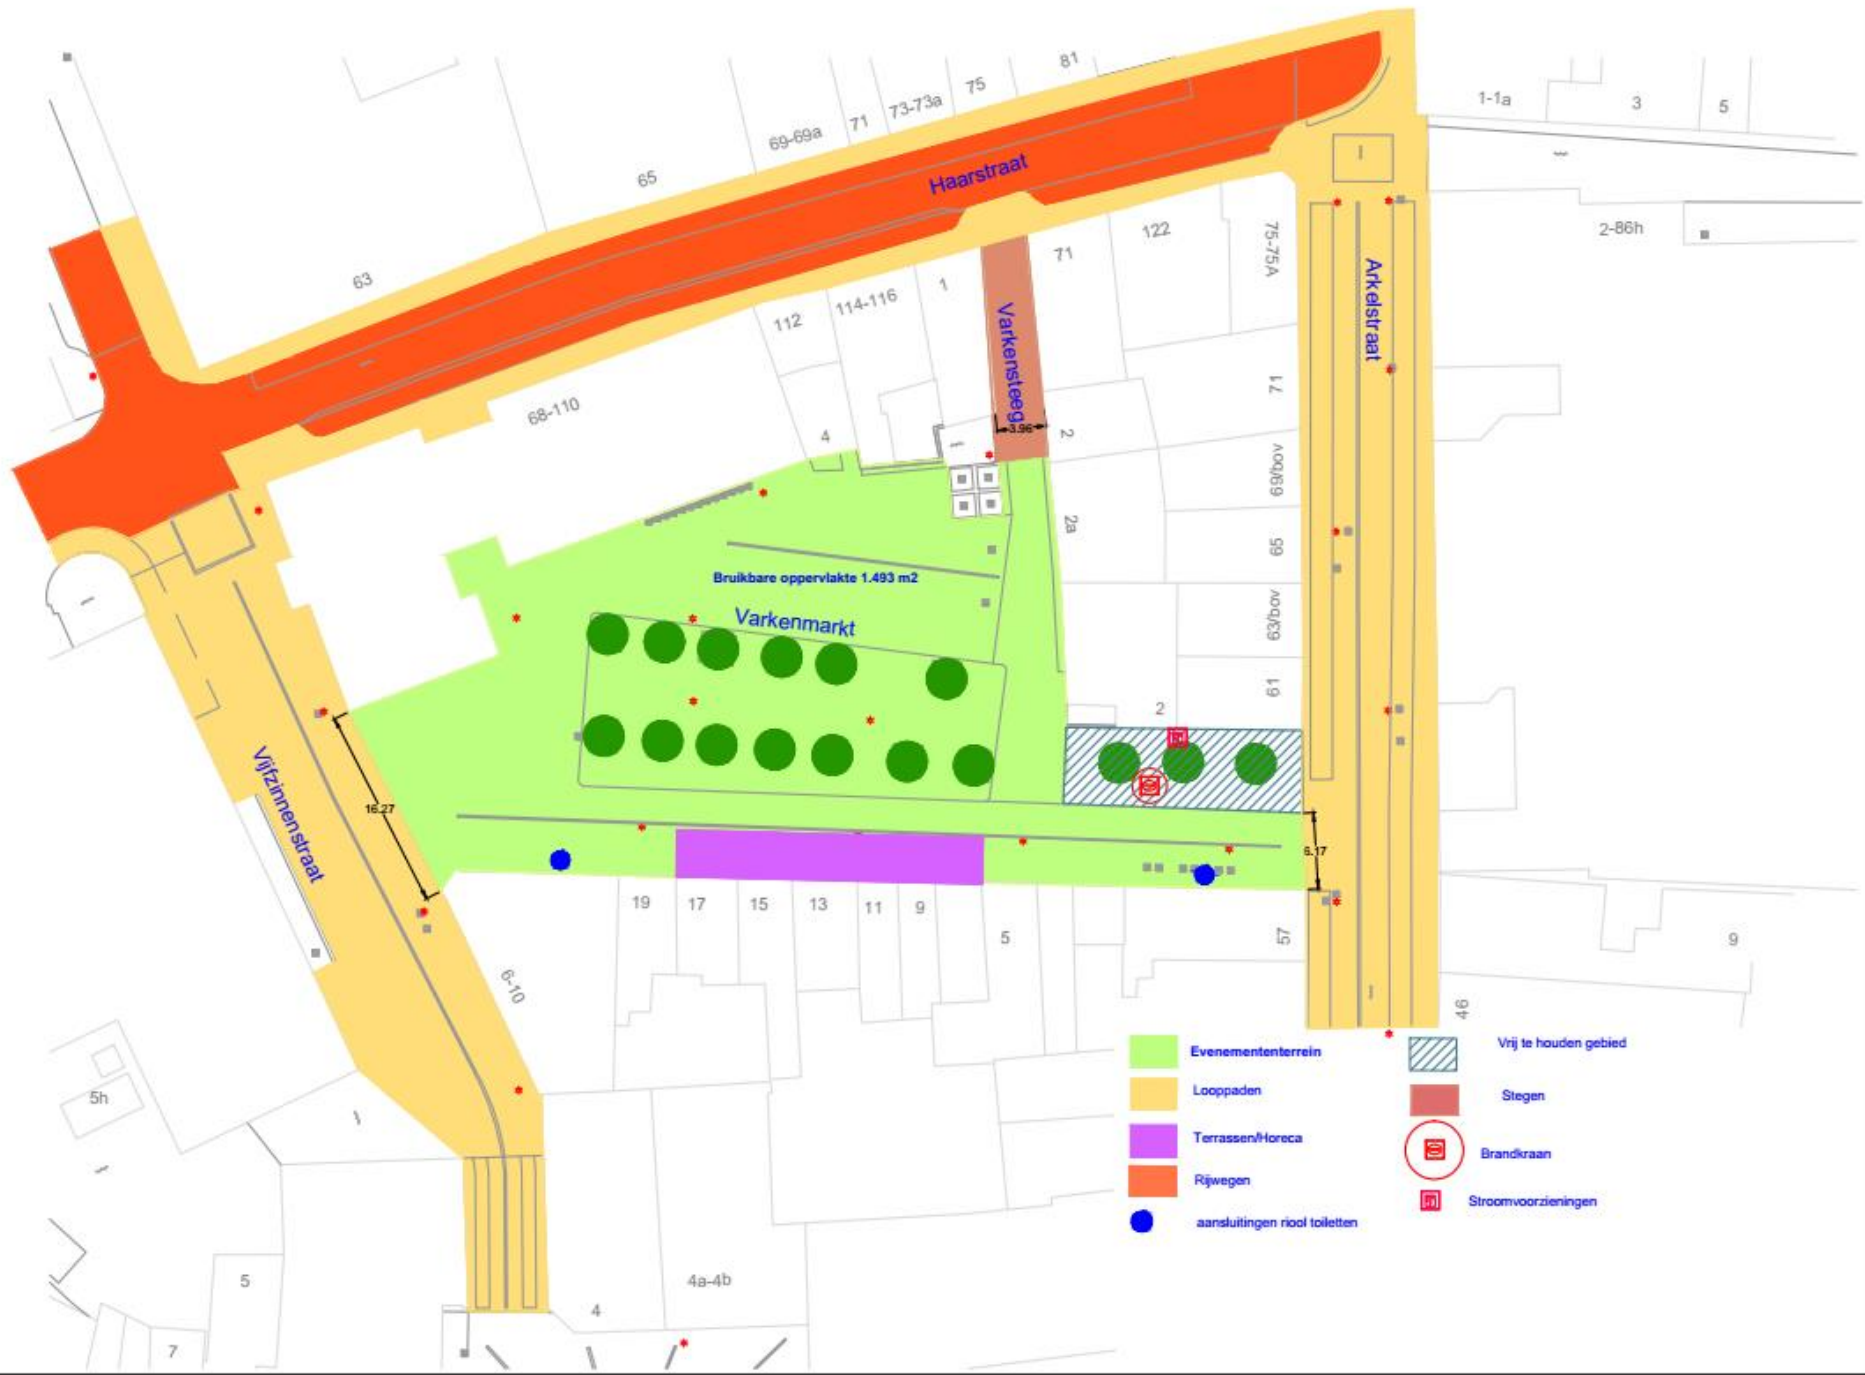 81
75
73-73a
71
69-69a
65
63
Haarstraat
1-1a
3
5
2-86h
122
71
75-75A
Arkelstraat
1
114-116
112
Varkensteeg
3.96
68-110
4
2
71
69/bov
2a
65
Bruikbare oppervlakte 1.493 m2
Varkenmarkt
63/bov
61
2
Vijfzinnenstraat
16.27
6.17
19
17
15
13
11
9
5
57
9
6-10
46
5h
Evenemententerrein
Looppaden
Terrassen/Horeca
Rijwegen
aansluitingen riool toiletten
Vrij te houden gebied
Stegen
Brandkraan
Stroomvoorzieningen
5
4a-4b
4
7